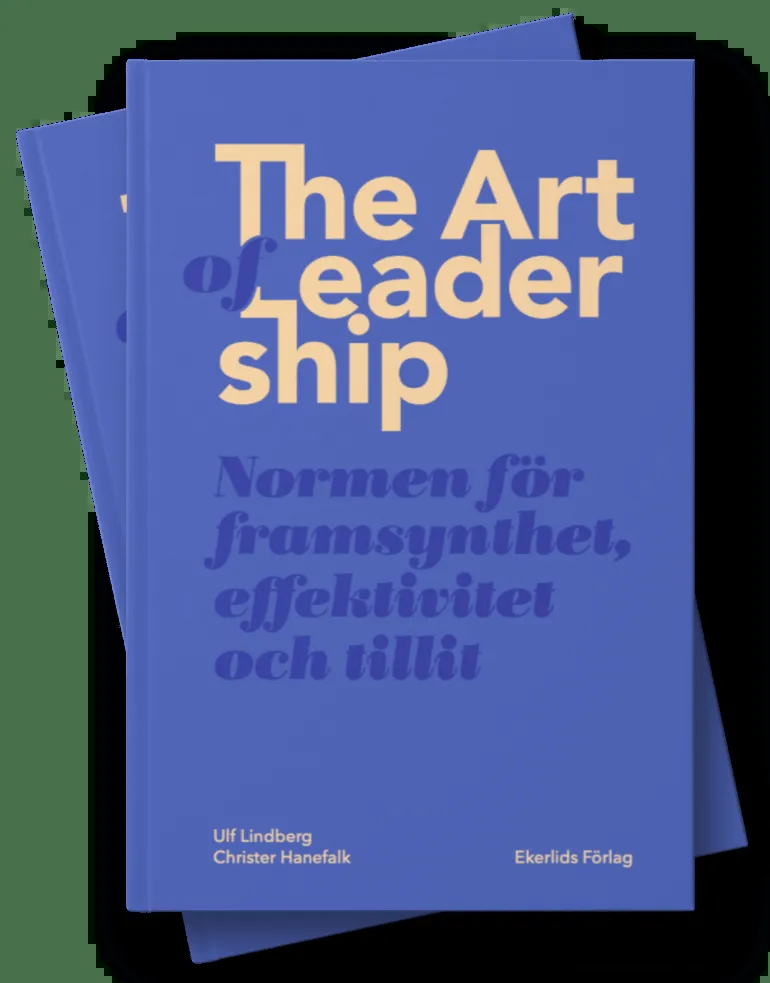 The Art
of Leader
ship
Normen för
framsynthet,
effektivitet
och tillit
Ulf Lindberg
Christer Hanefalk
Ekerlids Förlag